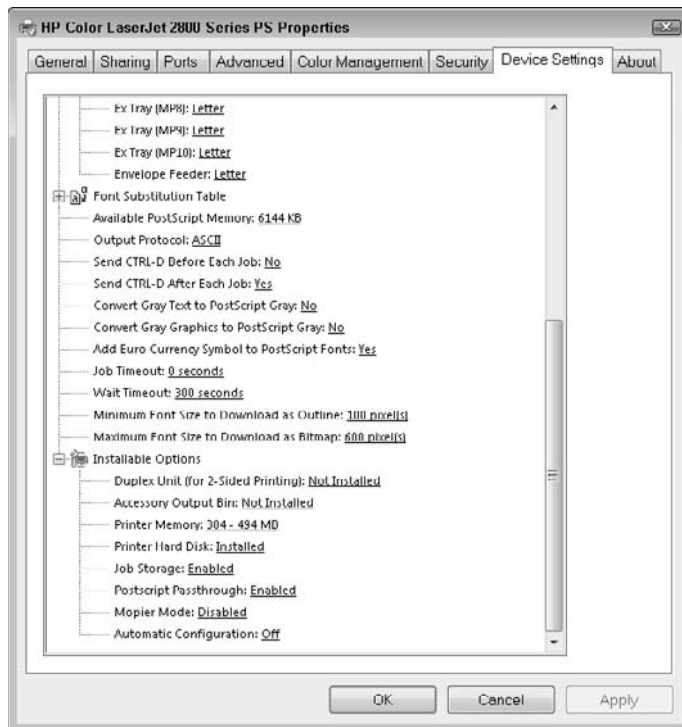 HP Color LaserJet 2800 Series PS Properties
General Sharing Ports Advanced Color Management Security Device Settings About
Ex Tray (MP8): Letter
Ex Tray (MP9): Letter
Ex Tray (MP10): Letter
Envelope Feeder: Letter
Font Substitution Table
Available PostScript Memory: 6144 KB
Output Protocol: ASCII
Send CTRL-D Before Each Job: No
Send CTRL-D After Each Job: Yes
Convert Gray Text to PostScript Gray: No
Convert Gray Graphics to PostScript Gray: No
Add Euro Currency Symbol to PostScript Fonts: Yes
Job Timeout: 0 seconds
Wait Timeout: 300 seconds
Minimum Font Size to Download as Outline: 100 pixel(s)
Maximum Font Size to Download as Bitmap: 600 pixel(s)
Installable Options
Duplex Unit (for 2-Sided Printing): Not Installed
Accessory Output Bin: Not Installed
Printer Memory: 304 - 494 MB
Printer Hard Disk: Installed
Job Storage: Enabled
Postscript Passthrough: Enabled
Mopier Mode: Disabled
Automatic Configuration: Off
OK Cancel Apply